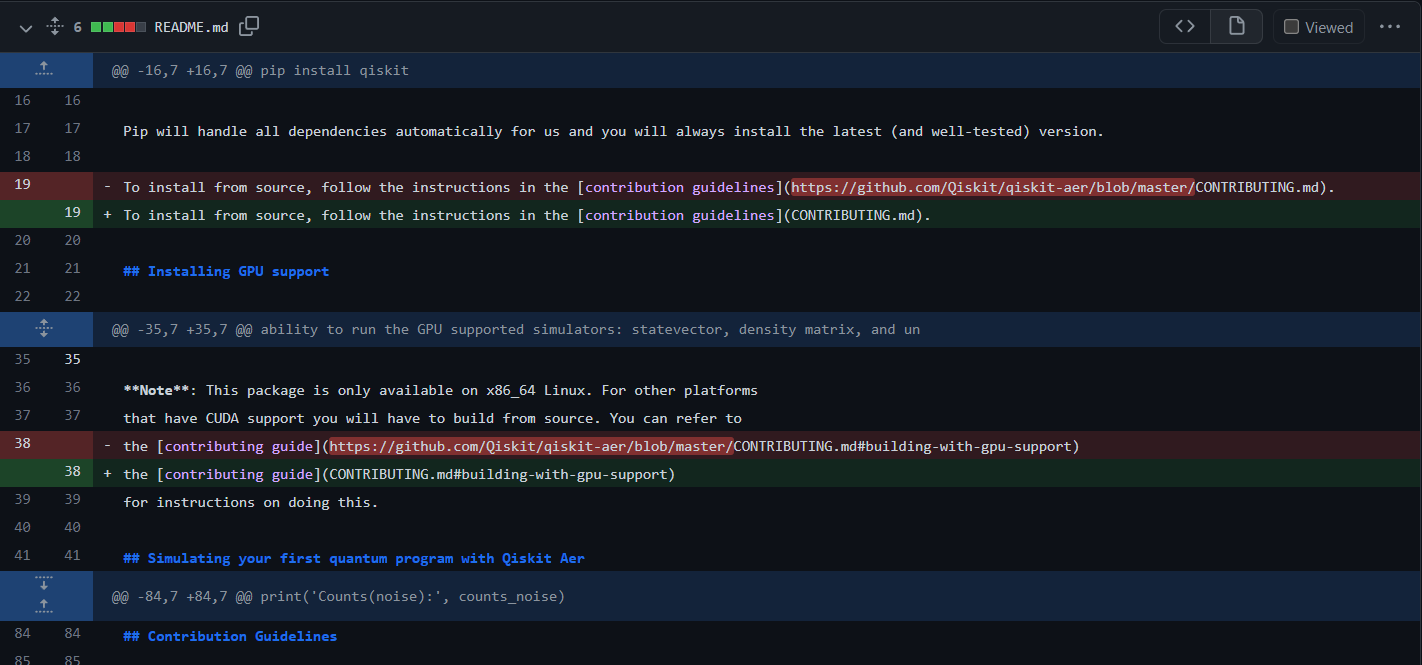 6 README.md Viewed
@@ -16,7 +16,7 @@ pip install qiskit
16 16
17 17 Pip will handle all dependencies automatically for us and you will always install the latest (and well-tested) version.
18 18
19 - To install from source, follow the instructions in the [contribution guidelines](https://github.com/Qiskit/qiskit-aer/blob/master/CONTRIBUTING.md).
19 + To install from source, follow the instructions in the [contribution guidelines](CONTRIBUTING.md).
20 20
21 21 ## Installing GPU support
22 22
@@ -35,7 +35,7 @@ ability to run the GPU supported simulators: statevector, density matrix, and un
35 35
36 36 **Note**: This package is only available on x86_64 Linux. For other platforms
37 37 that have CUDA support you will have to build from source. You can refer to
38 - the [contributing guide](https://github.com/Qiskit/qiskit-aer/blob/master/CONTRIBUTING.md#building-with-gpu-support)
38 + the [contributing guide](CONTRIBUTING.md#building-with-gpu-support)
39 39 for instructions on doing this.
40 40
41 41 ## Simulating your first quantum program with Qiskit Aer
@@ -84,7 +84,7 @@ print('Counts(noise):', counts_noise)
84 84 ## Contribution Guidelines
85 85